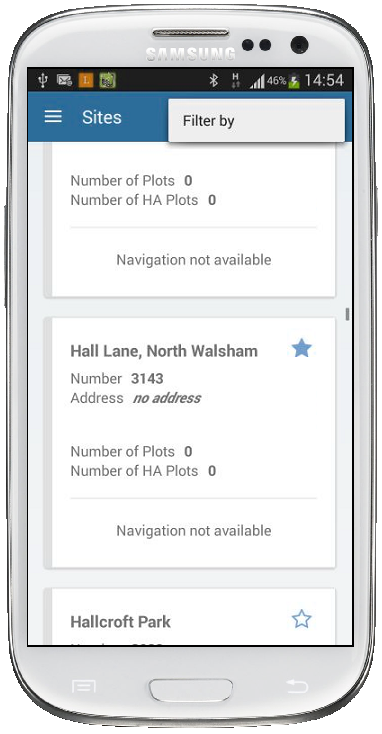 SAMSUNG
H
46%
14:54
Sites
Filter by
Number of Plots 0
Number of HA Plots 0
Navigation not available
Hall Lane, North Walsham
Number 3143
Address no address
Number of Plots 0
Number of HA Plots 0
Navigation not available
Hallcroft Park